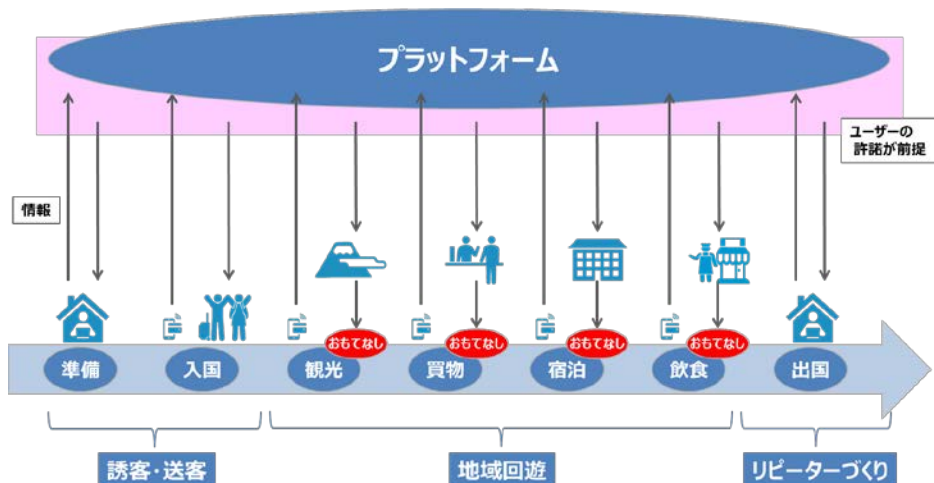 プラットフォーム
ユーザーの
許諾が前提
情報
おもてなし
おもてなし
おもてなし
おもてなし
準備
入国
観光
買物
宿泊
飲食
出国
誘客・送客
地域回遊
リピーターづくり